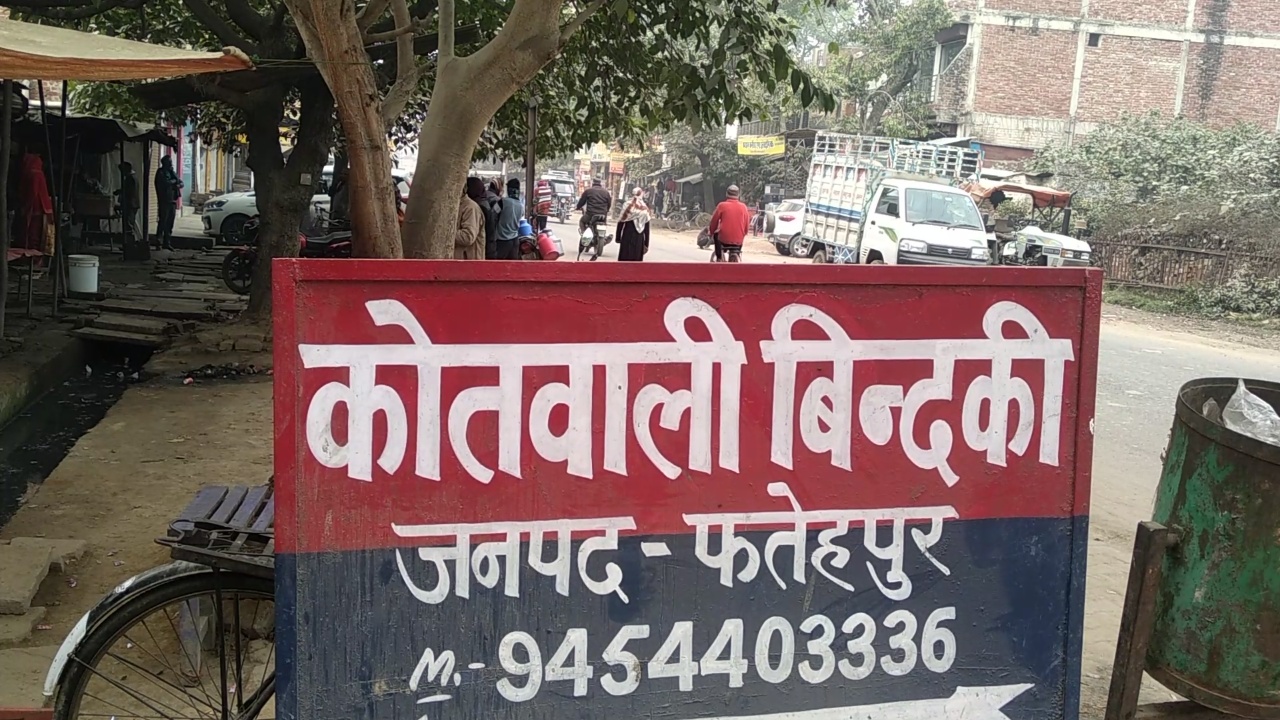 कोतवाली बिन्दकी
जनपद - फतेहपुर
M. - 9454403336